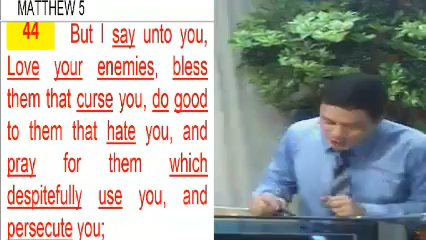 MATTHEW 5
44 But I say unto you,
Love your enemies, bless
them that curse you, do good
to them that hate you, and
pray for them which
despitefully use you, and
persecute you;